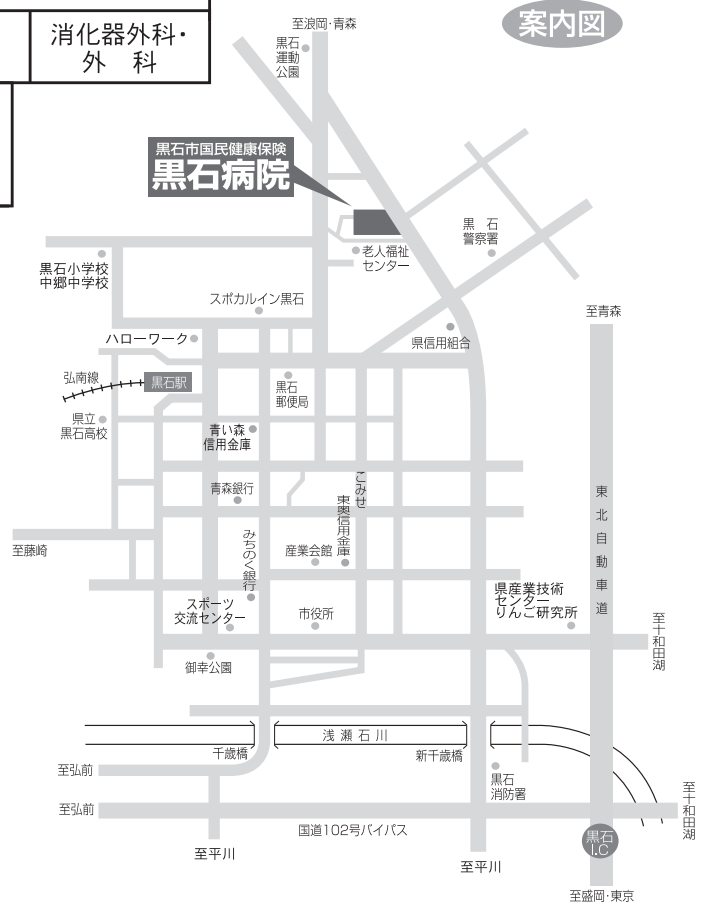 消化器外科・
外　科
案内図
至浪岡・青森
黒石
運動
公園
黒石市国民健康保険
黒石病院
黒　石
警察署
老人福祉
センター
黒石小学校
中郷中学校
スポカルイン黒石
至青森
ハローワーク
県信用組合
弘南線
黒石駅
黒石
郵便局
県立
黒石高校
青い森
信用金庫
こみせ
青森銀行
東奥信用金庫
東北自動車道
みちのく銀行
産業会館
至藤崎
県産業技術
センター
りんご研究所
スポーツ
交流センター
市役所
至十和田湖
御幸公園
浅瀬石川
千歳橋
新千歳橋
至弘前
黒石
消防署
至十和田湖
至弘前
国道102号バイパス
黒石
I.C
至平川
至平川
至盛岡・東京